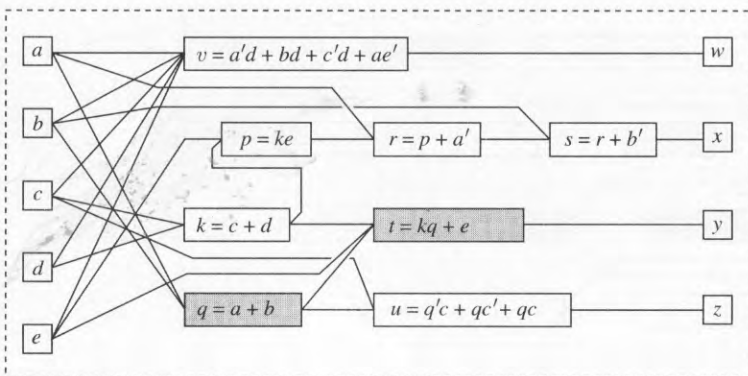 a
v = a′d + bd + c′d + ae′
w
b
p = ke
r = p + a′
s = r + b′
x
c
k = c + d
t = kq + e
y
d
q = a + b
u = q′c + qc′ + qc
z
e